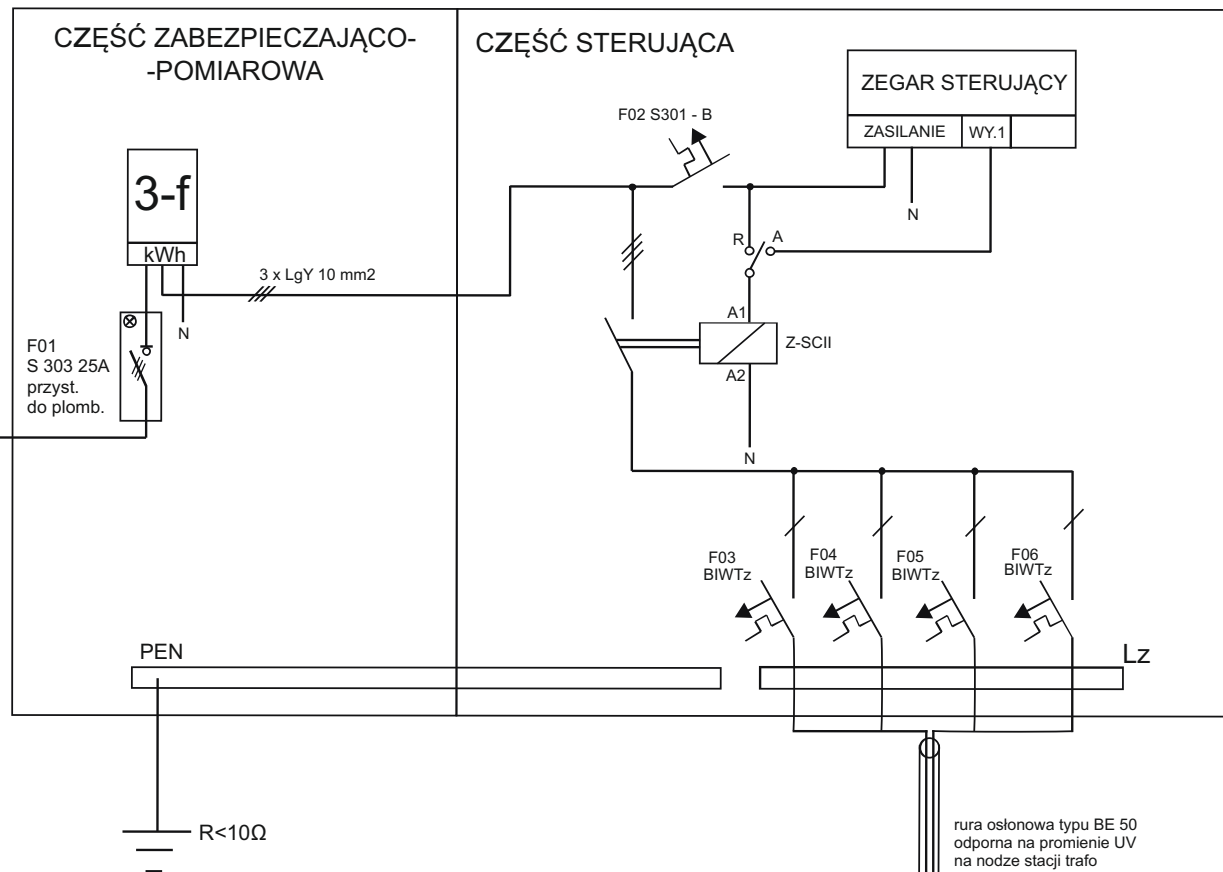 CZĘŚĆ ZABEZPIECZAJĄCO-
-POMIAROWA
CZĘŚĆ STERUJĄCA
ZEGAR STERUJĄCY
ZASILANIE
WY.1
F02 S301 - B
3-f
kWh
N
R
A
3 x LgY 10 mm2
N
F01
S 303 25A
przyst.
do plomb.
A1
Z-SCII
A2
N
F03
BIWTz
F04
BIWTz
F05
BIWTz
F06
BIWTz
PEN
Lz
R<10Ω
rura osłonowa typu BE 50
odporna na promienie UV
na nodze stacji trafo